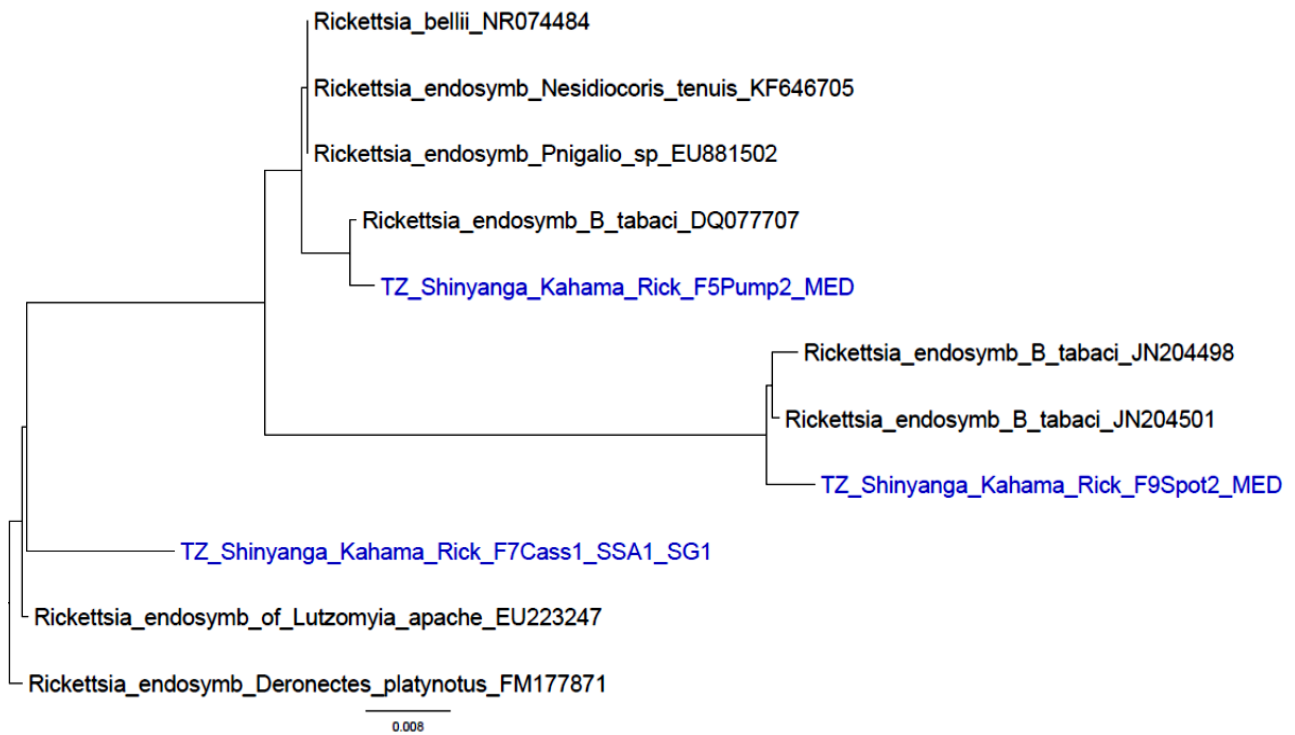 Rickettsia_bellii_NR074484
Rickettsia_endosymb_Nesidiocoris_tenuis_KF646705
Rickettsia_endosymb_Pnigalio_sp_EU881502
Rickettsia_endosymb_B_tabaci_DQ077707
TZ_Shinyanga_Kahama_Rick_F5Pump2_MED
Rickettsia_endosymb_B_tabaci_JN204498
Rickettsia_endosymb_B_tabaci_JN204501
TZ_Shinyanga_Kahama_Rick_F9Spot2_MED
TZ_Shinyanga_Kahama_Rick_F7Cass1_SSA1_SG1
Rickettsia_endosymb_of_Lutzomyia_apache_EU223247
Rickettsia_endosymb_Deronectes_platynotus_FM177871
0.008